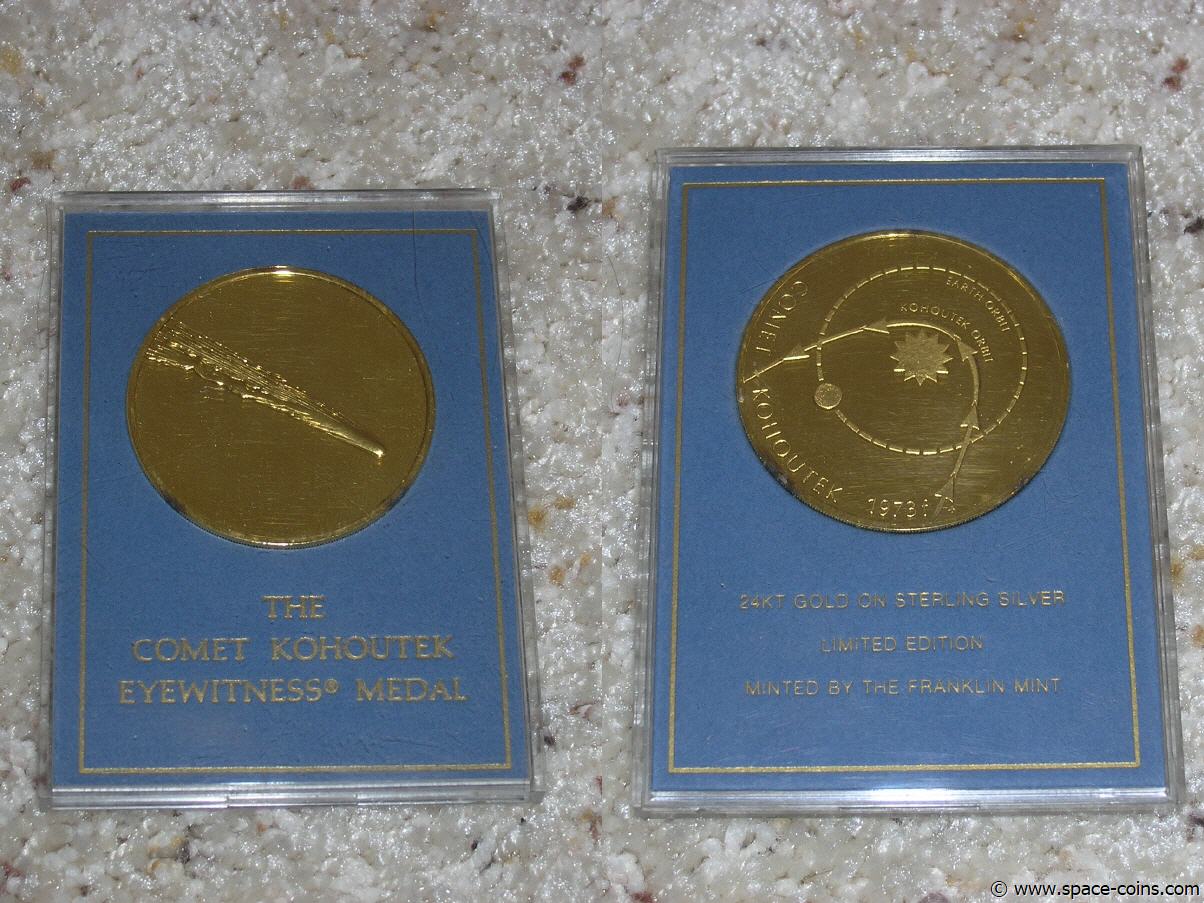 THE
COMET KOHOUTEK
EYEWITNESS® MEDAL
EARTH ORBIT
KOHOUTEK ORBIT
COMET KOHOUTEK 1973/74
24KT GOLD ON STERLING SILVER
LIMITED EDITION
MINTED BY THE FRANKLIN MINT
© www.space-coins.com